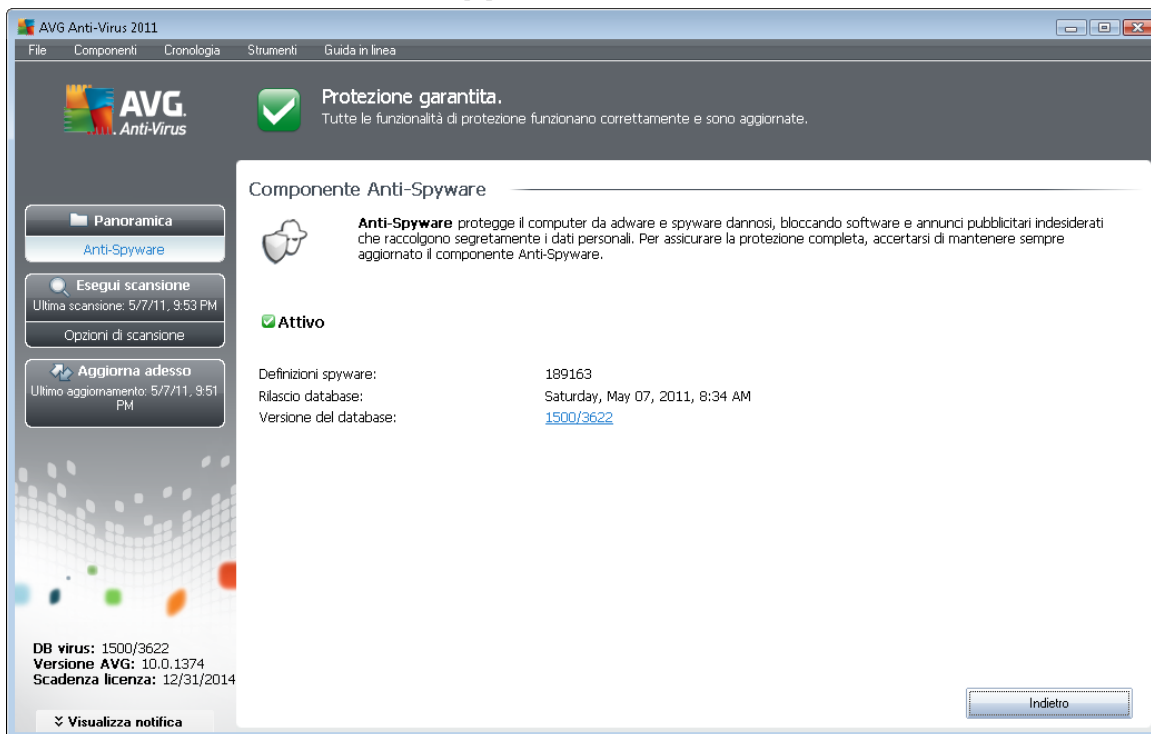 AVG Anti-Virus 2011
File Componenti Cronologia Strumenti Guida in linea
AVG.
Anti-Virus
Protezione garantita.
Tutte le funzionalità di protezione funzionano correttamente e sono aggiornate.
Panoramica
Anti-Spyware
Esegui scansione
Ultima scansione: 5/7/11, 9:53 PM
Opzioni di scansione
Aggiorna adesso
Ultimo aggiornamento: 5/7/11, 9:51
PM
DB virus: 1500/3622
Versione AVG: 10.0.1374
Scadenza licenza: 12/31/2014
Visualizza notifica
Componente Anti-Spyware
Anti-Spyware protegge il computer da adware e spyware dannosi, bloccando software e annunci pubblicitari indesiderati
che raccolgono segretamente i dati personali. Per assicurare la protezione completa, accertarsi di mantenere sempre
aggiornato il componente Anti-Spyware.
Attivo
Definizioni spyware: 189163
Rilascio database: Saturday, May 07, 2011, 8:34 AM
Versione del database: 1500/3622
Indietro